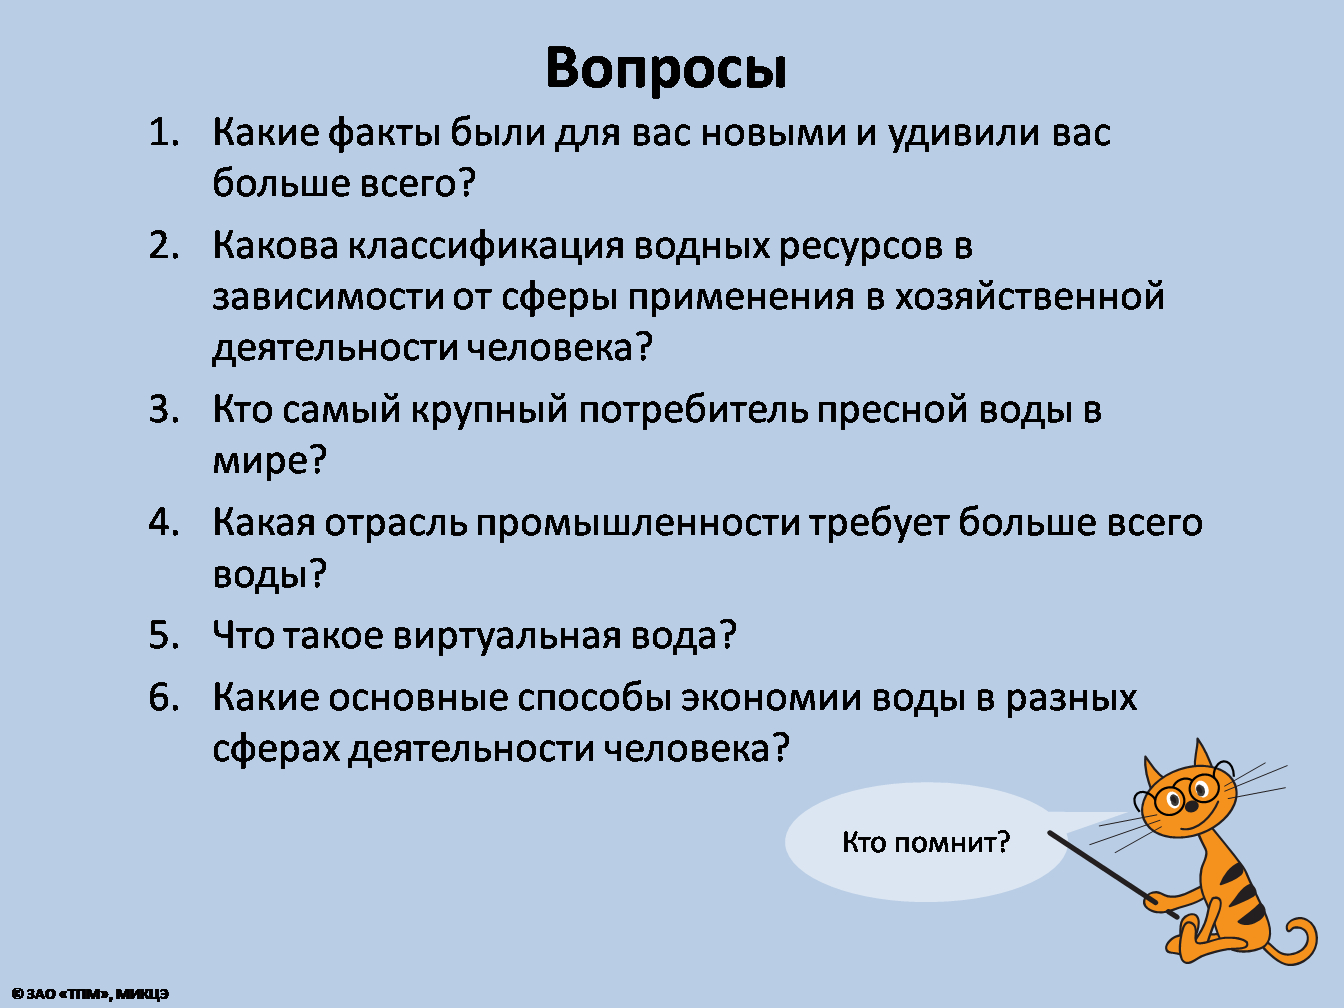 Вопросы
1. Какие факты были для вас новыми и удивили вас
больше всего?
2. Какова классификация водных ресурсов в
зависимости от сферы применения в хозяйственной
деятельности человека?
3. Кто самый крупный потребитель пресной воды в
мире?
4. Какая отрасль промышленности требует больше всего
воды?
5. Что такое виртуальная вода?
6. Какие основные способы экономии воды в разных
сферах деятельности человека?
Кто помнит?
© ЗАО «ТПМ», МИКЦЭ